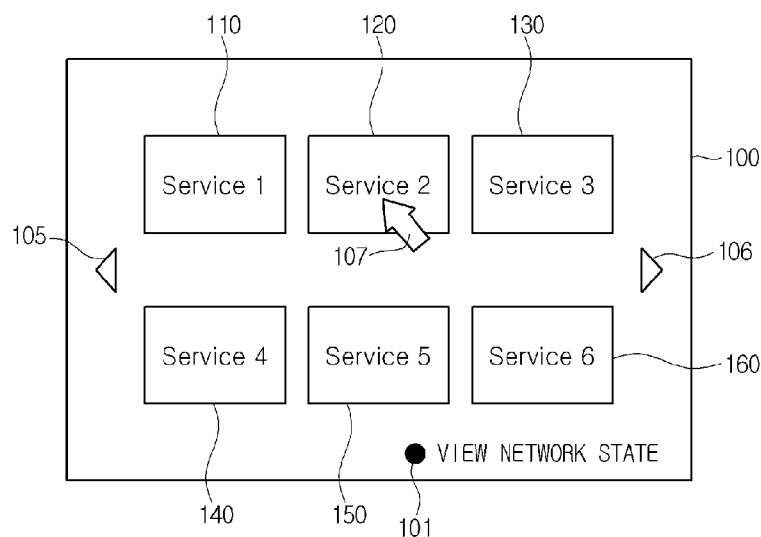 110 120 130
100
Service 1 Service 2 Service 3
105 107 106
Service 4 Service 5 Service 6
160
VIEW NETWORK STATE
140 150 101